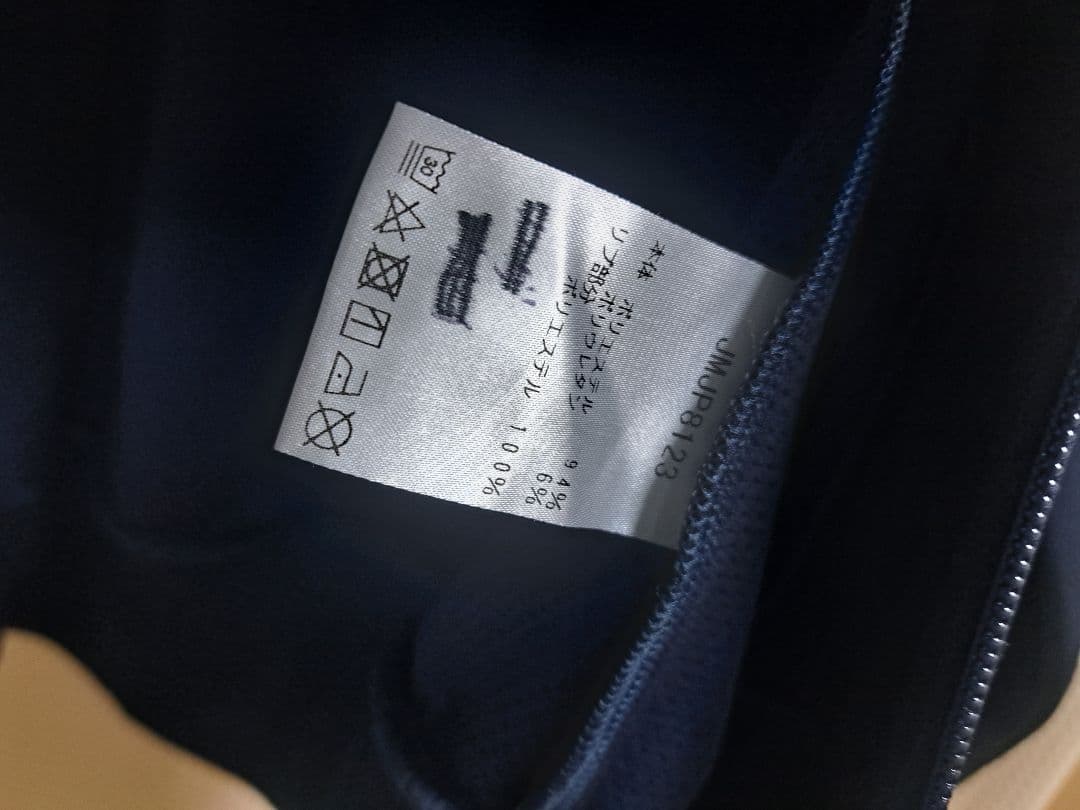 JMJP8123
本体 ポリエステル 94%
ポリウレタン 6%
リブ部分 ポリエステル 100%
30